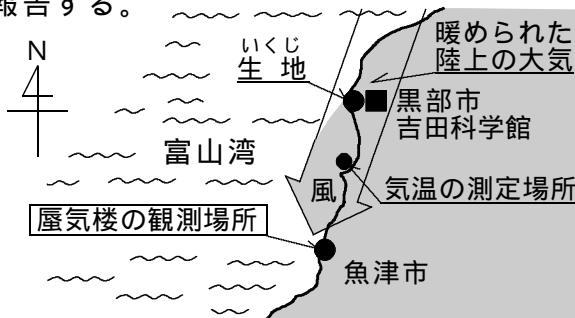 報告する。
N
いくじ
生地
暖められた
陸上の大気
黒部市
吉田科学館
富山湾
風
気温の測定場所
蜃気楼の観測場所
魚津市